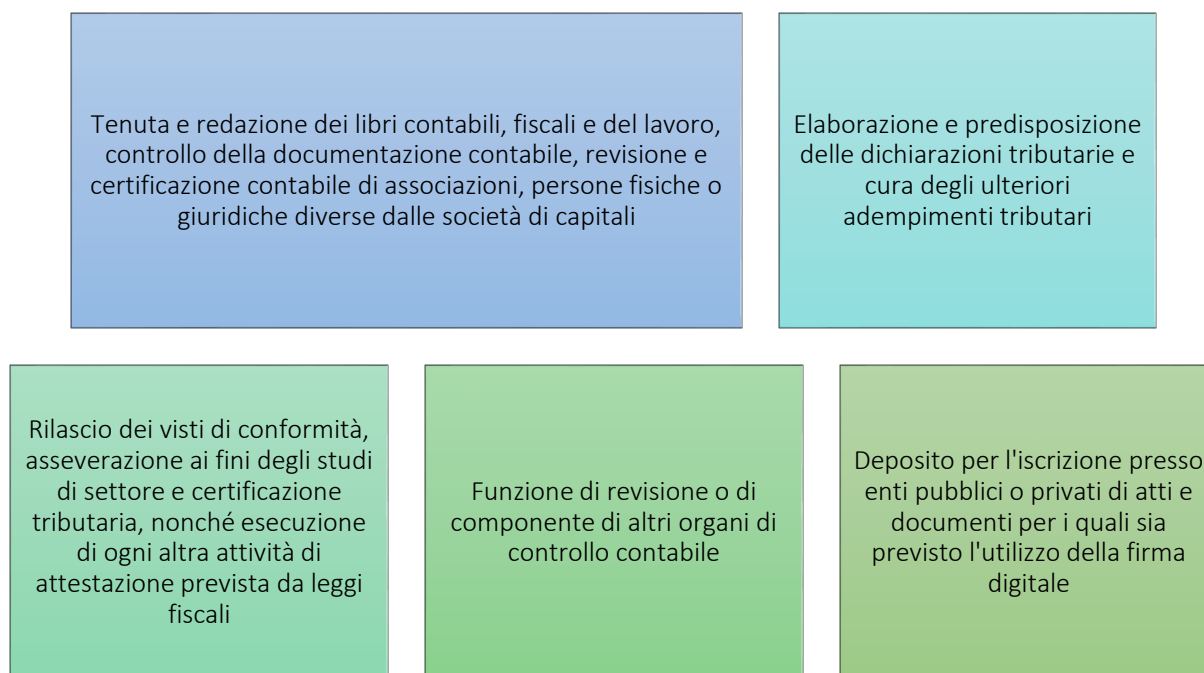 Tenuta e redazione dei libri contabili, fiscali e del lavoro,
controllo della documentazione contabile, revisione e
certificazione contabile di associazioni, persone fisiche o
giuridiche diverse dalle società di capitali
Elaborazione e predisposizione
delle dichiarazioni tributarie e
cura degli ulteriori
adempimenti tributari
Rilascio dei visti di conformità,
asseverazione ai fini degli studi
di settore e certificazione
tributaria, nonché esecuzione
di ogni altra attività di
attestazione prevista da leggi
fiscali
Funzione di revisione o di
componente di altri organi di
controllo contabile
Deposito per l'iscrizione presso
enti pubblici o privati di atti e
documenti per i quali sia
previsto l'utilizzo della firma
digitale